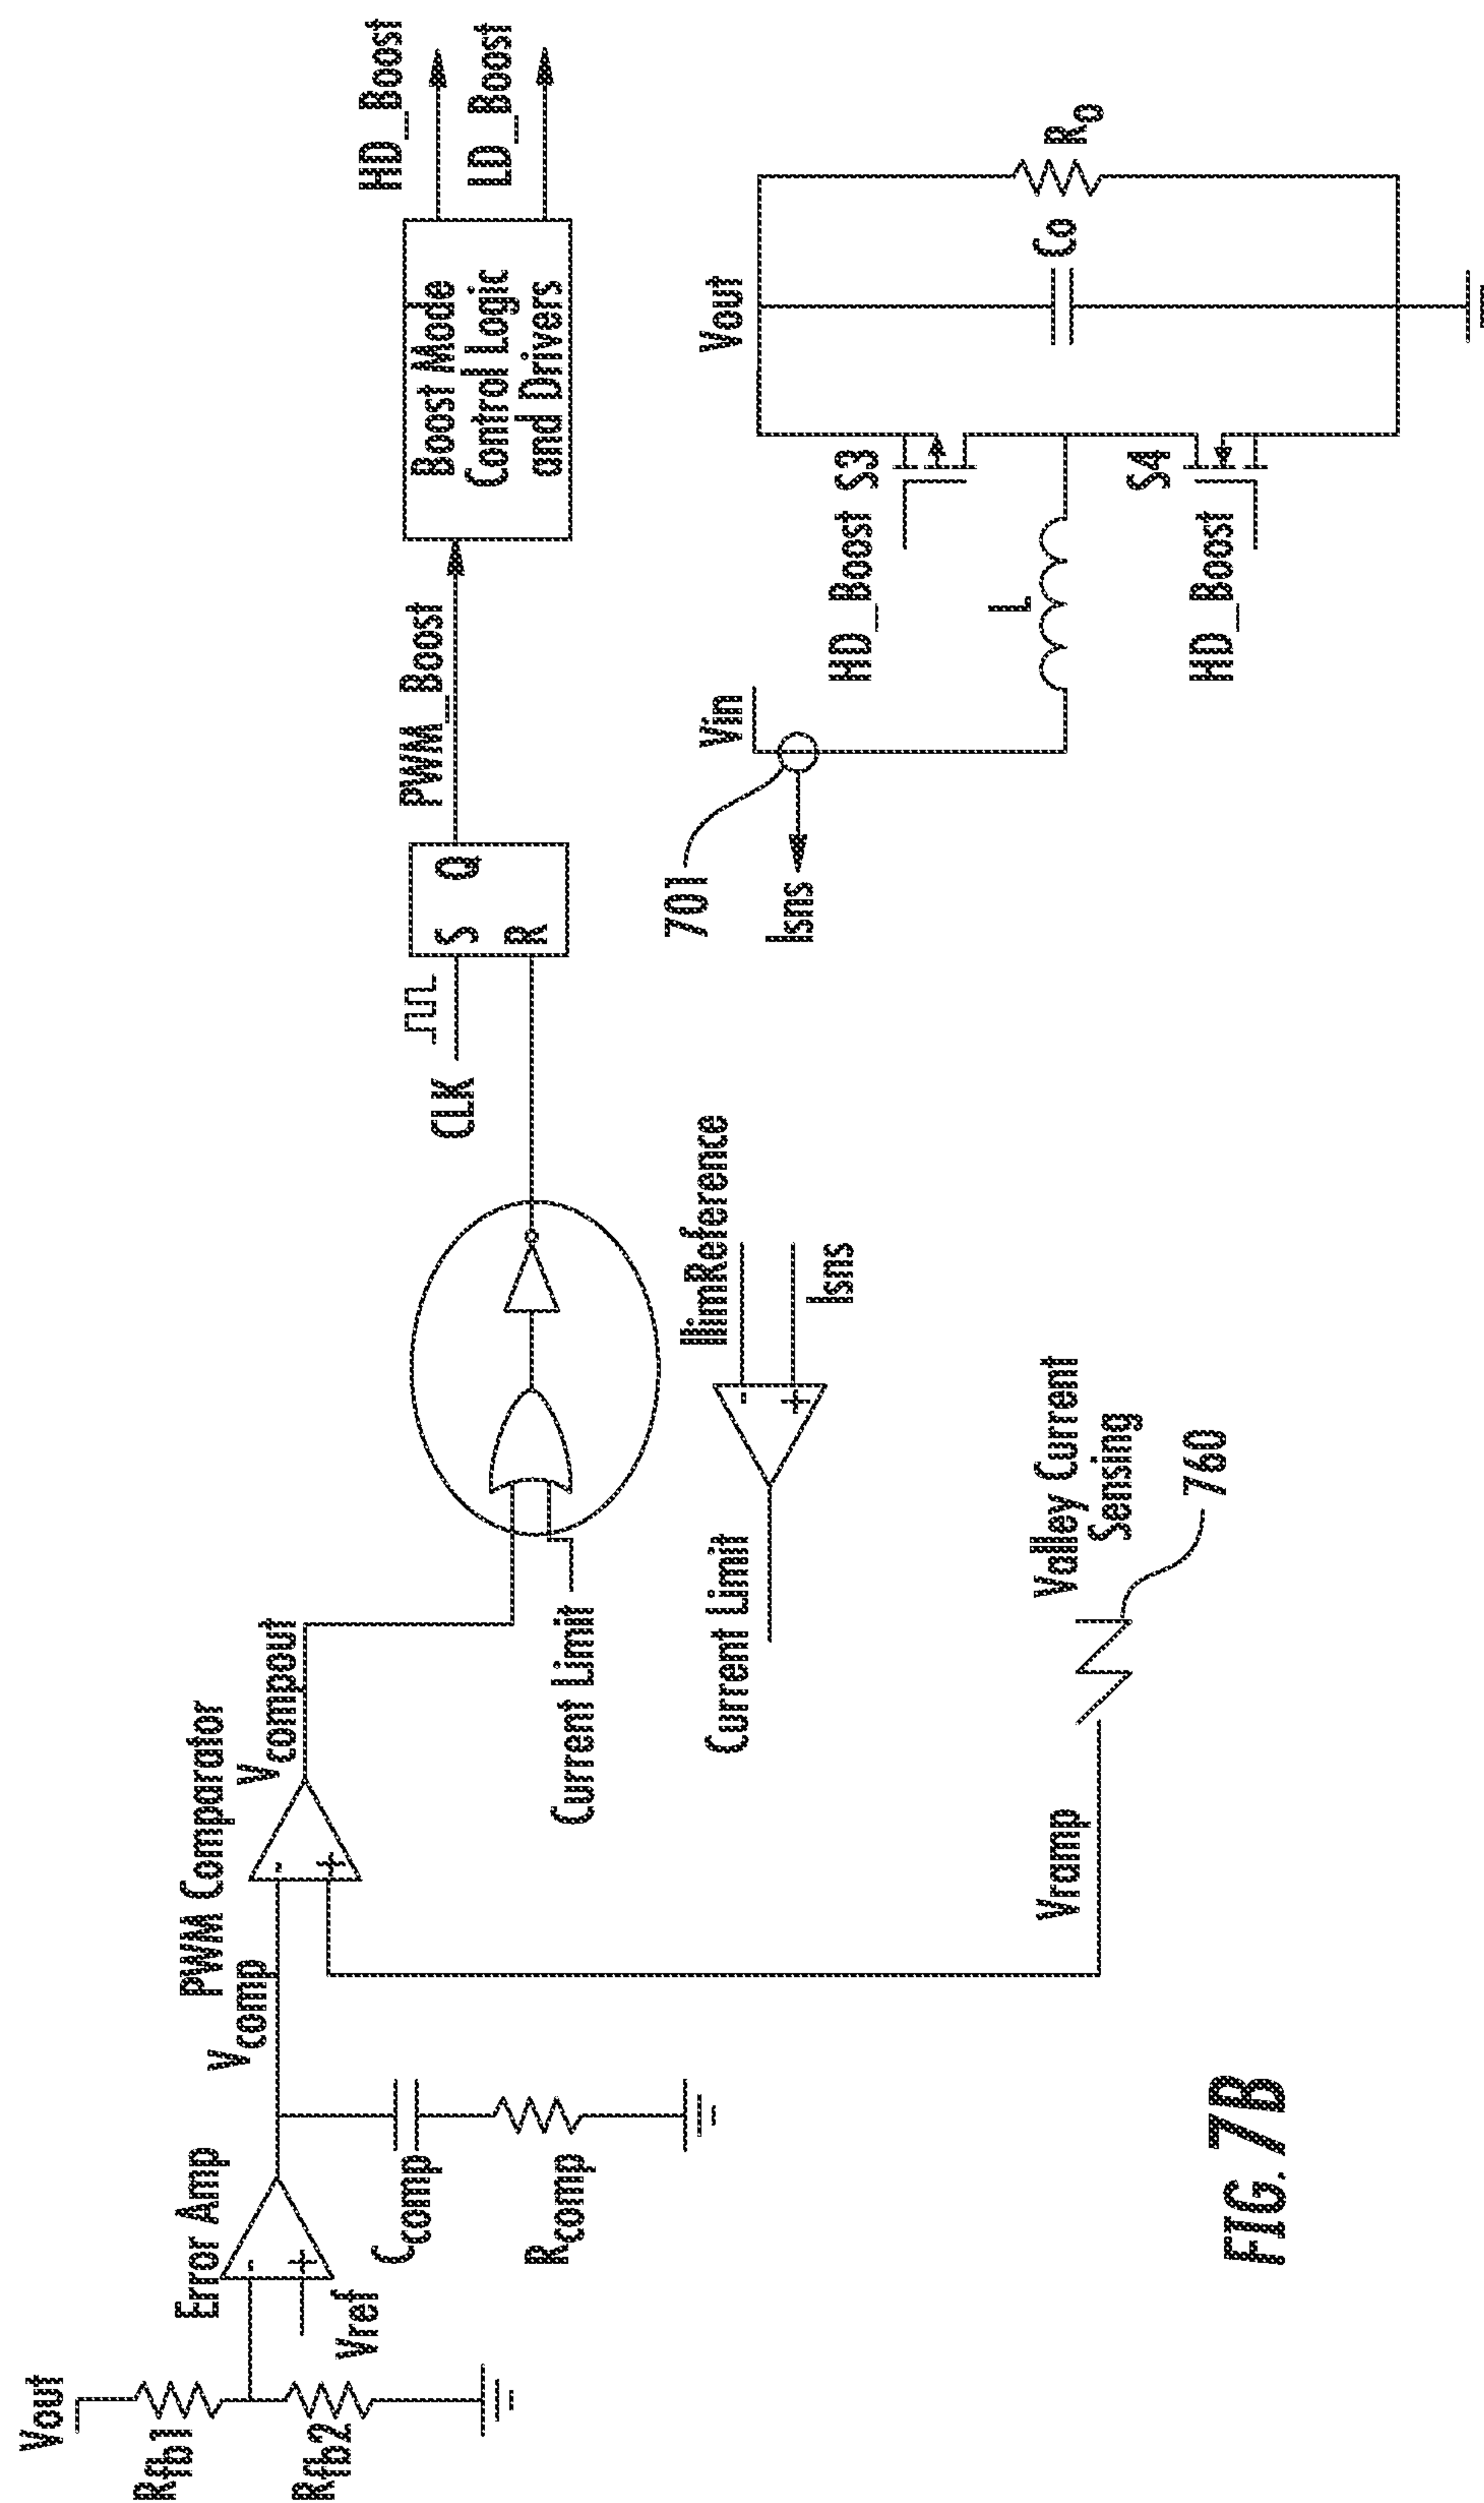 Vout
Rfb1
Rfb2
Error Amp
-
+
Vref
Ccomp
Rcomp
Vcomp
PWM Comparator
-
+
Vcompout
Current Limit
CLK
S Q
R
PWM_Boost
Boost Mode
Control Logic
and Drivers
HD_Boost
LD_Boost
Current Limit
-
+
IlimReference
Isns
Vramp
Valley Current
Sensing
760
701
Isns
Vin
L
HD_Boost S3
HD_Boost
S4
Vout
Co
Ro
FIG. 7B